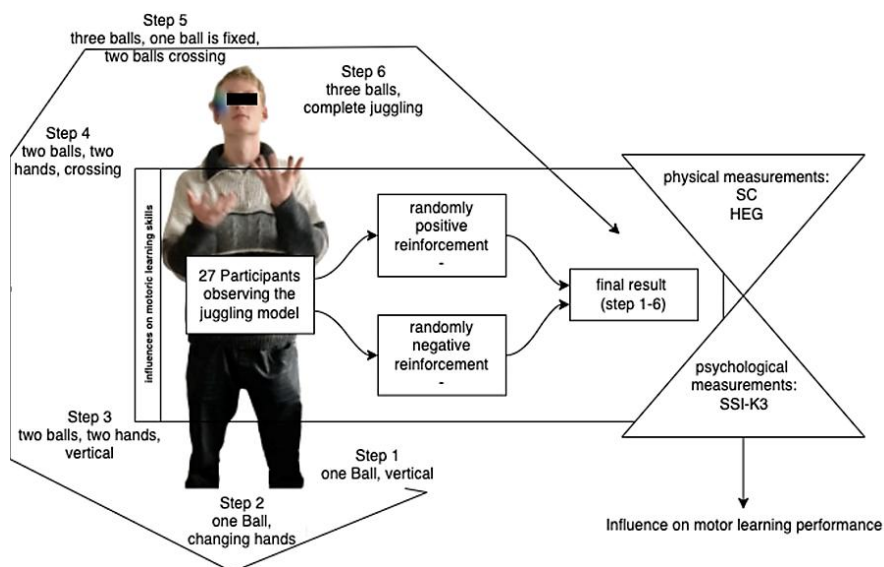 Step 5
three balls, one ball is fixed,
two balls crossing
Step 6
three balls,
complete juggling
Step 4
two balls, two
hands, crossing
influences on motoric learning skills
27 Participants
observing the
juggling model
randomly
positive
reinforcement
-
randomly
negative
reinforcement
-
final result
(step 1-6)
physical measurements:
SC
HEG
psychological
measurements:
SSI-K3
Step 3
two balls, two hands,
vertical
Step 1
one Ball, vertical
Step 2
one Ball,
changing hands
Influence on motor learning performance